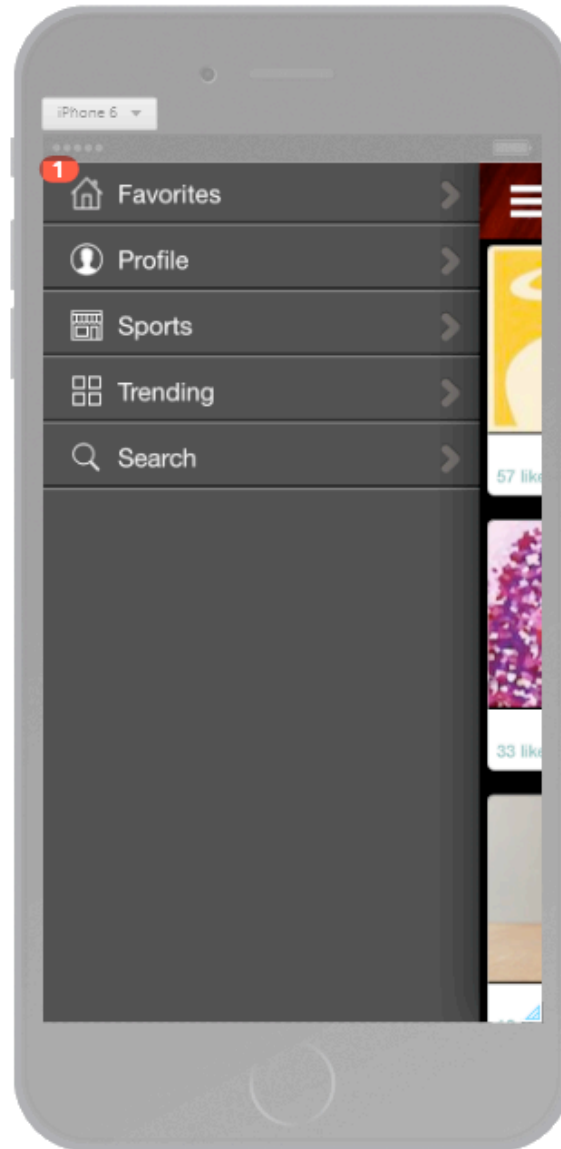 iPhone 6
1
Favorites
Profile
Sports
Trending
Search
57 like
33 like